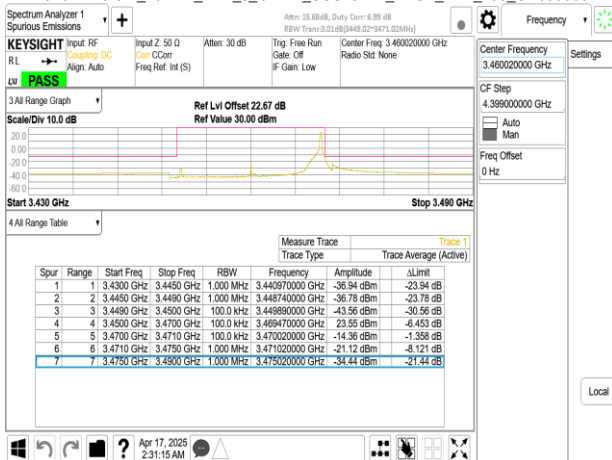 Spectrum Analyzer 1
Spurious Emissions
Attn: 15.68dB, Duty Corr: 6.99 dB
RBW Trans:3.01dB(3449.02~3471.02MHz)
Frequency
KEYSIGHT
Input: RF
Input Z: 50 Ω
Atten: 30 dB
Trig: Free Run
Center Freq: 3.460020000 GHz
RL
Coupling: DC
Corr CCorr
Gate: Off
Radio Std: None
Align: Auto
Freq Ref: Int (S)
IF Gain: Low
LXI
PASS
Center Frequency
3.460020000 GHz
Settings
CF Step
4.399000000 GHz
Auto
Man
Freq Offset
0 Hz
3 All Range Graph
Ref Lvl Offset 22.67 dB
Scale/Div 10.0 dB
Ref Value 30.00 dBm
20.0
0.00
-20.0
-40.0
-60.0
Start 3.430 GHz
Stop 3.490 GHz
4 All Range Table
Measure Trace Trace 1
Trace Type Trace Average (Active)
Spur Range Start Freq Stop Freq RBW Frequency Amplitude ΔLimit
1 1 3.4300 GHz 3.4450 GHz 1.000 MHz 3.440970000 GHz -36.94 dBm -23.94 dB
2 2 3.4450 GHz 3.4490 GHz 1.000 MHz 3.448740000 GHz -36.78 dBm -23.78 dB
3 3 3.4490 GHz 3.4500 GHz 100.0 kHz 3.449890000 GHz -43.56 dBm -30.56 dB
4 4 3.4500 GHz 3.4700 GHz 100.0 kHz 3.469470000 GHz 23.55 dBm -6.453 dB
5 5 3.4700 GHz 3.4710 GHz 100.0 kHz 3.470020000 GHz -14.36 dBm -1.358 dB
6 6 3.4710 GHz 3.4750 GHz 1.000 MHz 3.471020000 GHz -21.12 dBm -8.121 dB
7 7 3.4750 GHz 3.4900 GHz 1.000 MHz 3.475020000 GHz -34.44 dBm -21.44 dB
Local
Apr 17, 2025
2:31:15 AM